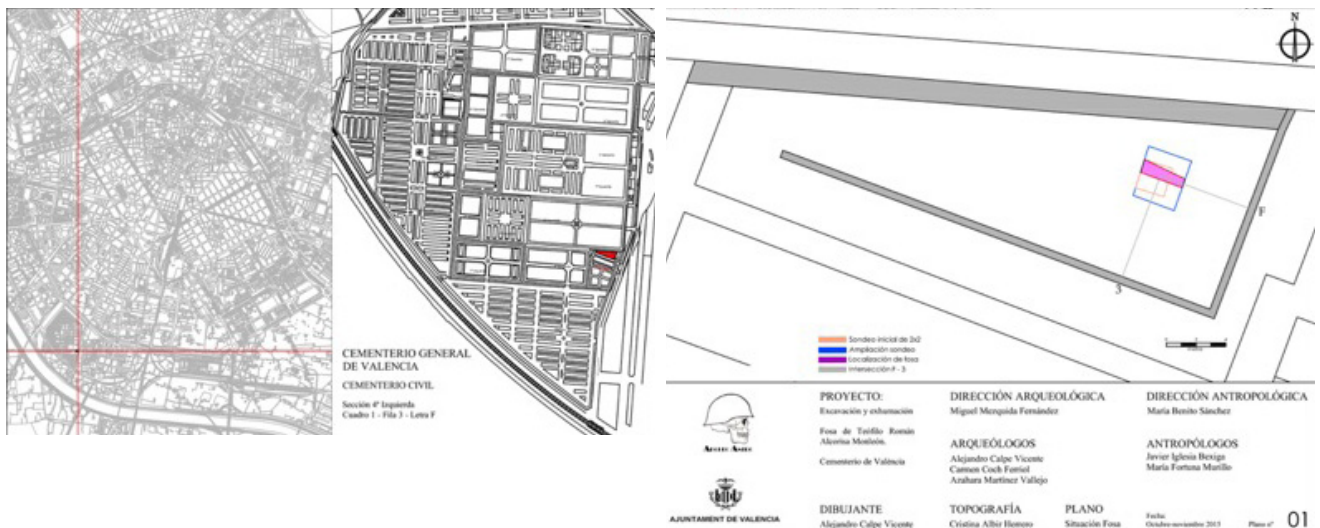 CEMENTERIO GENERAL
DE VALENCIA
CEMENTERIO CIVIL
Sección 4ª Izquierda
Cuadro 1 - Fila 3 - Letra F
N
F
3
Sondeo inicial de 2x2
Ampliación sondeo
Localización de fosa
Intersección F - 3
AJUNTAMENT DE VALENCIA
PROYECTO:
Excavación y exhumación
Fosa de Teófilo Román
Alcorisa Monleón.
Cementerio de València
DIBUJANTE
Alejandro Calpe Vicente
DIRECCIÓN ARQUEOLÓGICA
Miguel Mezquida Fernández
ARQUEÓLOGOS
Alejandro Calpe Vicente
Carmen Coch Ferriol
Azahara Martínez Vallejo
TOPOGRAFÍA
Cristina Albir Herrero
PLANO
Situación Fosa
DIRECCIÓN ANTROPOLÓGICA
María Benito Sánchez
ANTROPÓLOGOS
Javier Iglesia Bexiga
María Fortuna Murillo
Fecha:
Octubre-noviembre 2013
Plano nº 01